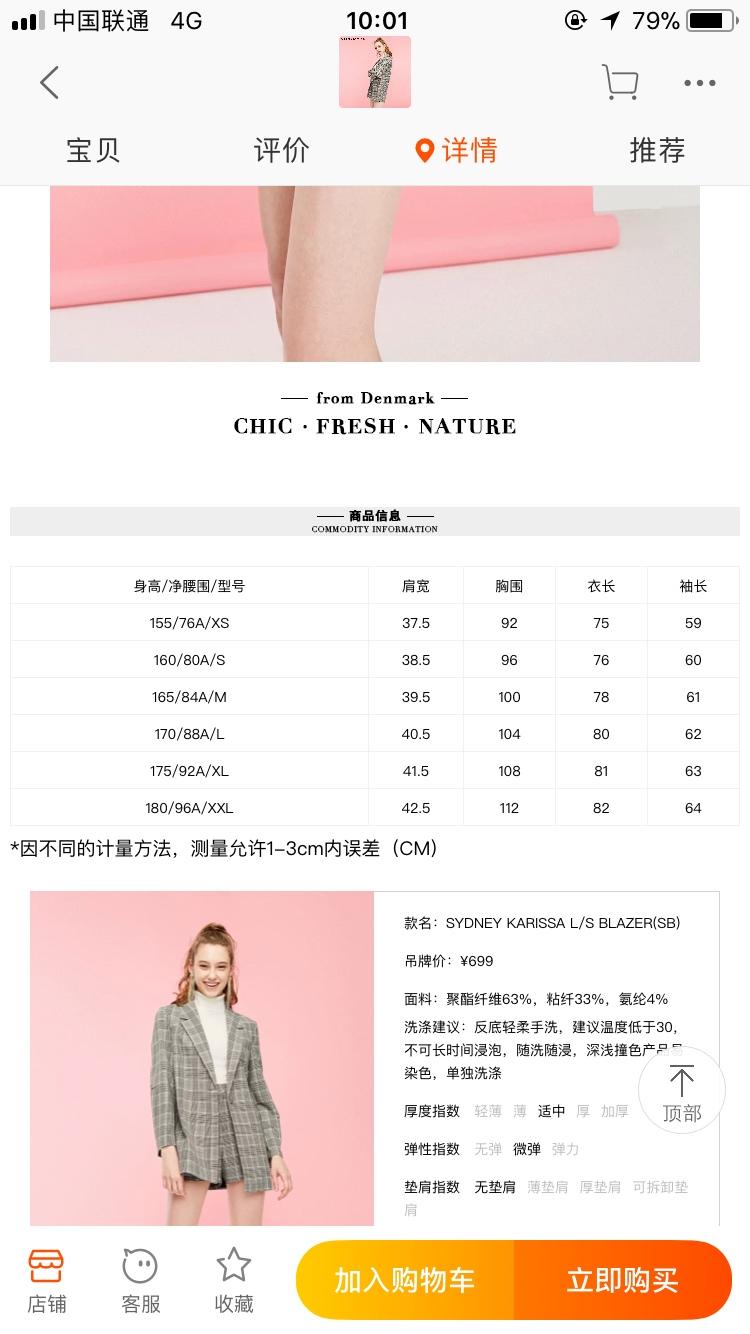 中国联通 4G 10:01 79%
宝贝 评价 详情 推荐
from Denmark
CHIC · FRESH · NATURE
商品信息
COMMODITY INFORMATION
身高/净腰围/型号 肩宽 胸围 衣长 袖长
155/76A/XS 37.5 92 75 59
160/80A/S 38.5 96 76 60
165/84A/M 39.5 100 78 61
170/88A/L 40.5 104 80 62
175/92A/XL 41.5 108 81 63
180/96A/XXL 42.5 112 82 64
*因不同的计量方法，测量允许1-3cm内误差（CM）
款名：SYDNEY KARISSA L/S BLAZER(SB)
吊牌价：¥699
面料：聚酯纤维63%，粘纤33%，氨纶4%
洗涤建议：反底轻柔手洗，建议温度低于30，
不可长时间浸泡，随洗随浸，深浅撞色产品易
染色，单独洗涤
厚度指数 轻薄 薄 适中 厚 加厚
弹性指数 无弹 微弹 弹力
垫肩指数 无垫肩 薄垫肩 厚垫肩 可拆卸垫
肩
顶部
店铺 客服 收藏 加入购物车 立即购买